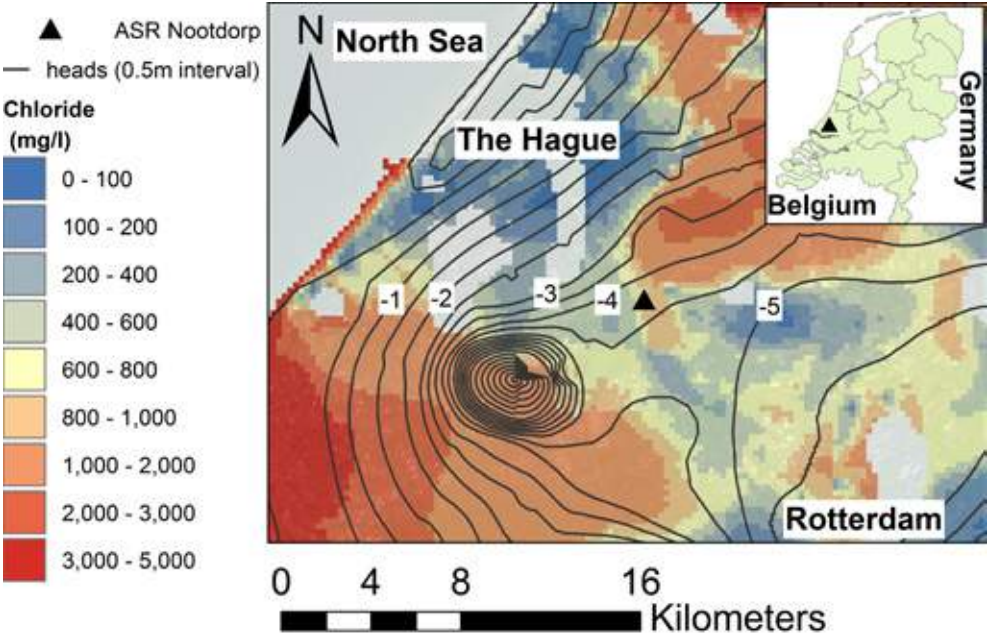 ASR Nootdorp
heads (0.5m interval)
Chloride
(mg/l)
0 - 100
100 - 200
200 - 400
400 - 600
600 - 800
800 - 1,000
1,000 - 2,000
2,000 - 3,000
3,000 - 5,000
N
North Sea
The Hague
-1
-2
-3
-4
-5
Rotterdam
Germany
Belgium
0 4 8 16
Kilometers